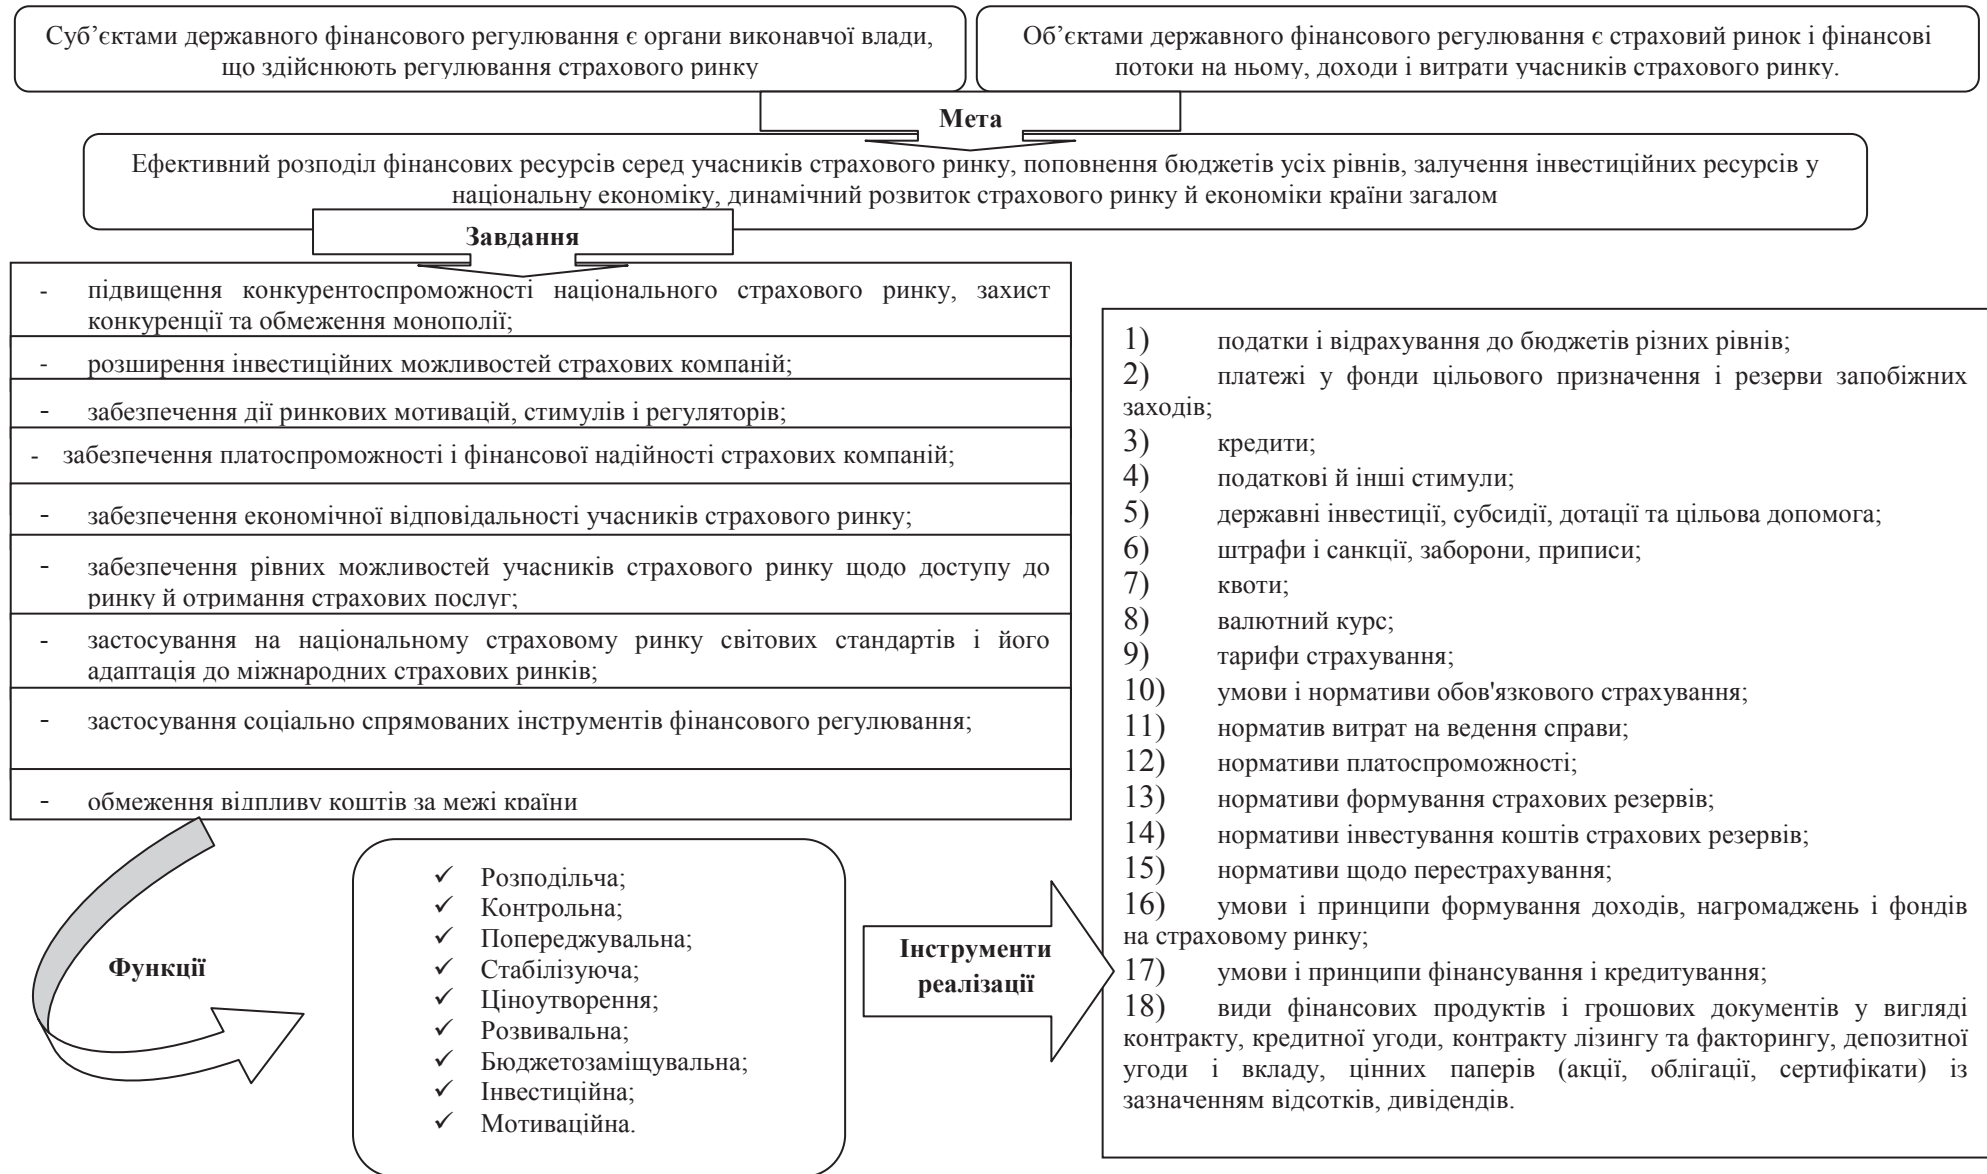 Суб’єктами державного фінансового регулювання є органи виконавчої влади,
що здійснюють регулювання страхового ринку
Об’єктами державного фінансового регулювання є страховий ринок і фінансові
потоки на ньому, доходи і витрати учасників страхового ринку.
Мета
Ефективний розподіл фінансових ресурсів серед учасників страхового ринку, поповнення бюджетів усіх рівнів, залучення інвестиційних ресурсів у
національну економіку, динамічний розвиток страхового ринку й економіки країни загалом
Завдання
- підвищення конкурентоспроможності національного страхового ринку, захист
конкуренції та обмеження монополії;
- розширення інвестиційних можливостей страхових компаній;
- забезпечення дії ринкових мотивацій, стимулів і регуляторів;
- забезпечення платоспроможності і фінансової надійності страхових компаній;
- забезпечення економічної відповідальності учасників страхового ринку;
- забезпечення рівних можливостей учасників страхового ринку щодо доступу до
ринку й отримання страхових послуг;
- застосування на національному страховому ринку світових стандартів і його
адаптація до міжнародних страхових ринків;
- застосування соціально спрямованих інструментів фінансового регулювання;
- обмеження відпливу коштів за межі країни
Функції
✓ Розподільча;
✓ Контрольна;
✓ Попереджувальна;
✓ Стабілізуюча;
✓ Ціноутворення;
✓ Розвивальна;
✓ Бюджетозаміщувальна;
✓ Інвестиційна;
✓ Мотиваційна.
Інструменти
реалізації
1) податки і відрахування до бюджетів різних рівнів;
2) платежі у фонди цільового призначення і резерви запобіжних
заходів;
3) кредити;
4) податкові й інші стимули;
5) державні інвестиції, субсидії, дотації та цільова допомога;
6) штрафи і санкції, заборони, приписи;
7) квоти;
8) валютний курс;
9) тарифи страхування;
10) умови і нормативи обов'язкового страхування;
11) норматив витрат на ведення справи;
12) нормативи платоспроможності;
13) нормативи формування страхових резервів;
14) нормативи інвестування коштів страхових резервів;
15) нормативи щодо перестрахування;
16) умови і принципи формування доходів, нагромаджень і фондів
на страховому ринку;
17) умови і принципи фінансування і кредитування;
18) види фінансових продуктів і грошових документів у вигляді
контракту, кредитної угоди, контракту лізингу та факторингу, депозитної
угоди і вкладу, цінних паперів (акції, облігації, сертифікати) із
зазначенням відсотків, дивідендів.